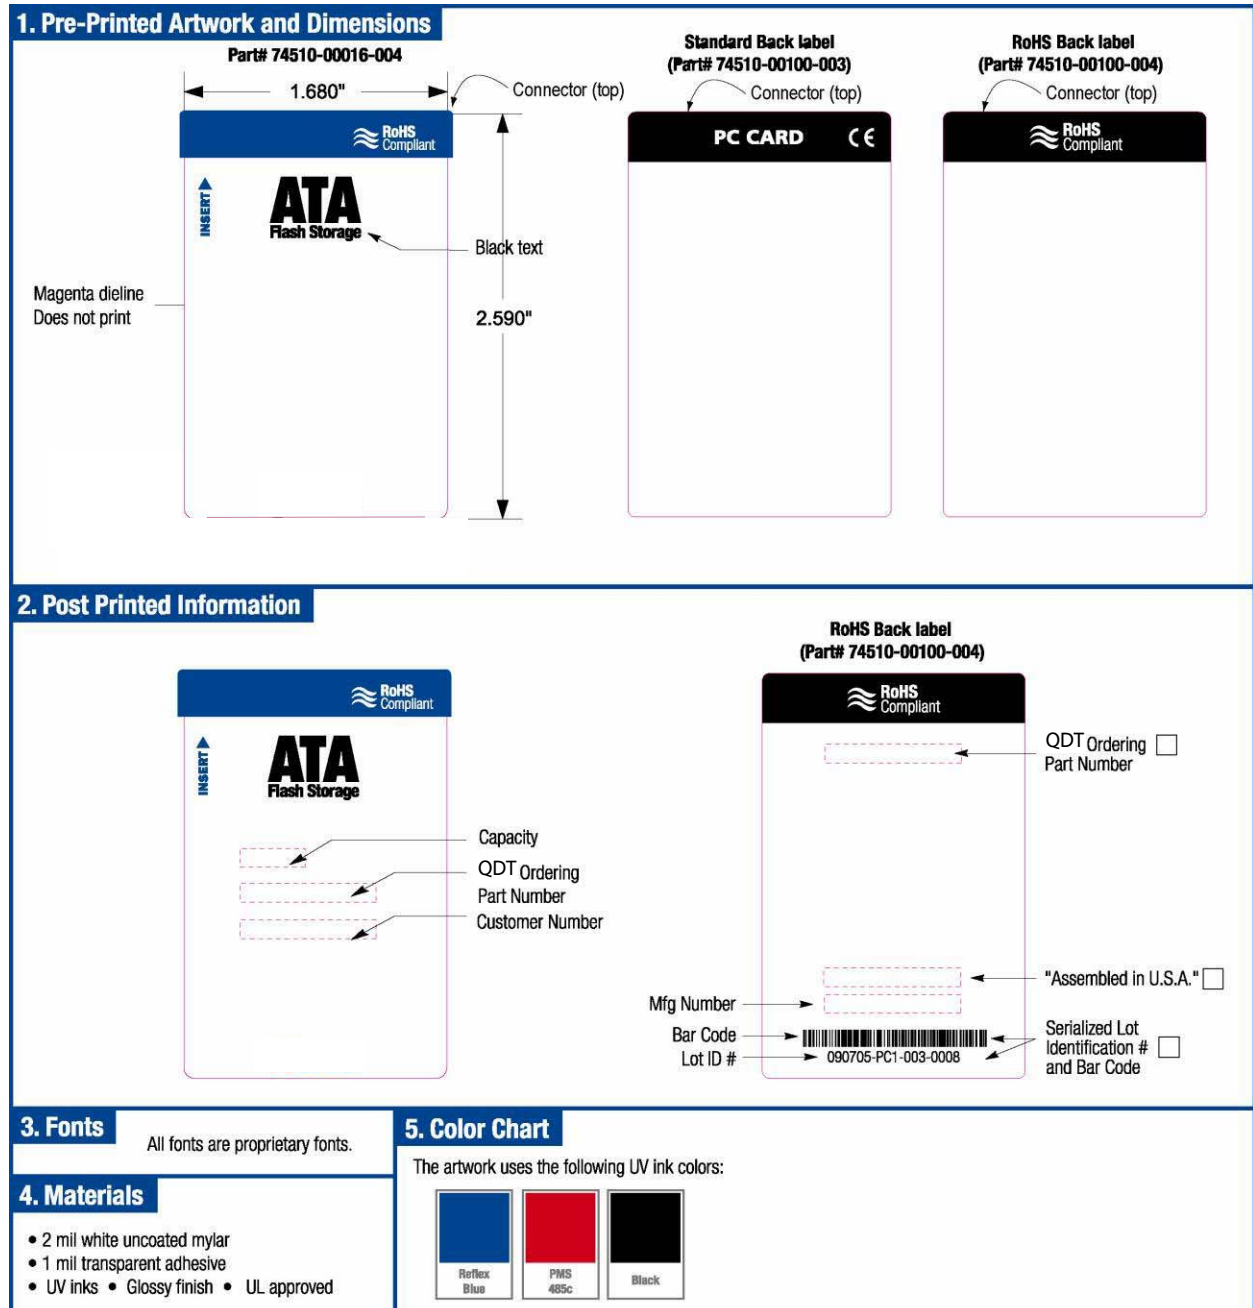 1. Pre-Printed Artwork and Dimensions
Part# 74510-00016-004
1.680"
Connector (top)
RoHS
Compliant
INSERT
ATA
Flash Storage
Black text
Magenta dieline
Does not print
2.590"
Standard Back label
(Part# 74510-00100-003)
Connector (top)
PC CARD CE
RoHS Back label
(Part# 74510-00100-004)
Connector (top)
RoHS
Compliant
2. Post Printed Information
RoHS
Compliant
INSERT
ATA
Flash Storage
Capacity
QDT Ordering
Part Number
Customer Number
RoHS Back label
(Part# 74510-00100-004)
RoHS
Compliant
QDT Ordering
Part Number
"Assembled in U.S.A."
Mfg Number
Bar Code
Lot ID #
090705-PC1-003-0008
Serialized Lot
Identification #
and Bar Code
3. Fonts
All fonts are proprietary fonts.
4. Materials
• 2 mil white uncoated mylar
• 1 mil transparent adhesive
• UV inks • Glossy finish • UL approved
5. Color Chart
The artwork uses the following UV ink colors:
Reflex
Blue
PMS
485c
Black